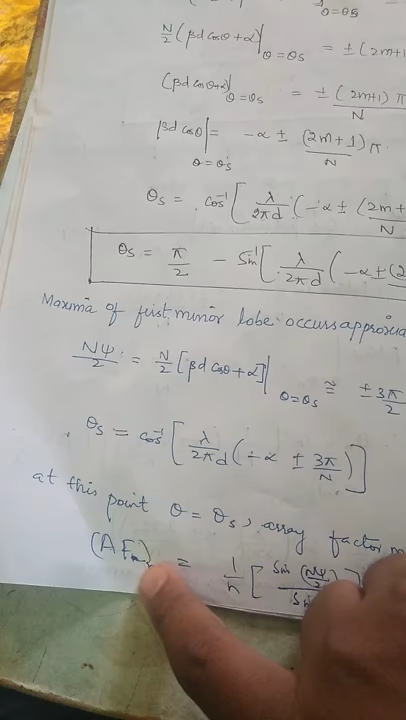 θ=θs
N/2 (βd cosθ+α)|θ=θs = ±(2m+1
(βd cosθ+α)|θ=θs = ±(2m+1)π/N
βd cosθ|θ=θs = -α ± (2m+1)/N π
θs = cos⁻¹[λ/2πd (-α ± (2m+/N
θs = π/2 - Sin⁻¹[λ/2πd (-α±(2
Maxima of first minor lobe occurs approxima
Nψ/2 = N/2 [βd cosθ+α]|θ=θs ≅ ±3π/2
θs = cos⁻¹[λ/2πd (-α ± 3π/N)]
at this point θ=θs, array factor m
(AFn) = 1/n [Sin(Nψ/2)/Sin